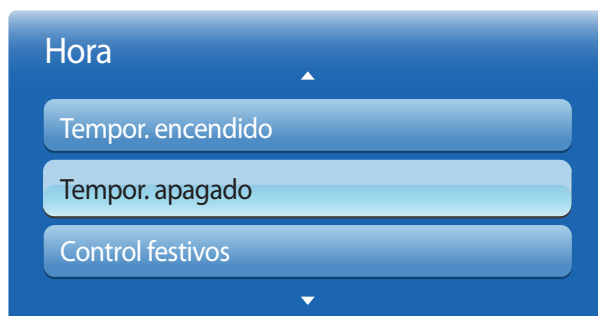 Hora
Tempor. encendido
Tempor. apagado
Control festivos